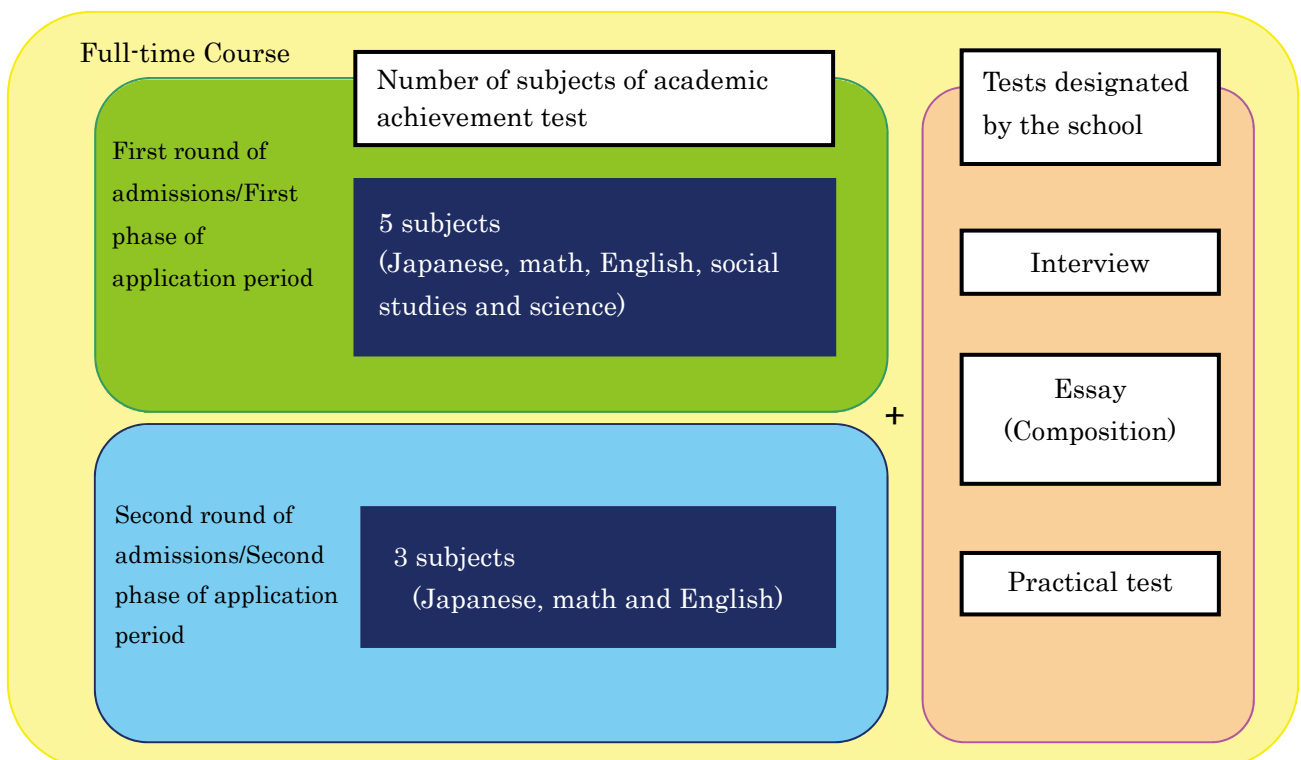 Full-time Course
Number of subjects of academic
achievement test
First round of
admissions/First
phase of
application period
5 subjects
(Japanese, math, English, social
studies and science)
Second round of
admissions/Second
phase of application
period
3 subjects
(Japanese, math and English)
+
Tests designated
by the school
Interview
Essay
(Composition)
Practical test